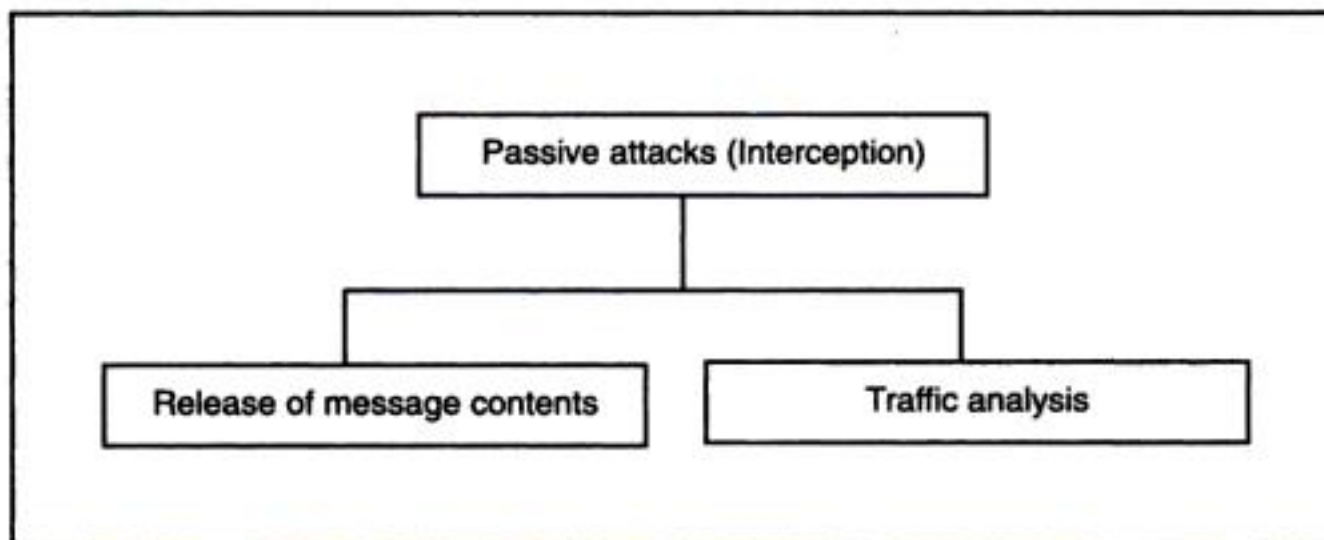 Passive attacks (Interception)
Release of message contents
Traffic analysis